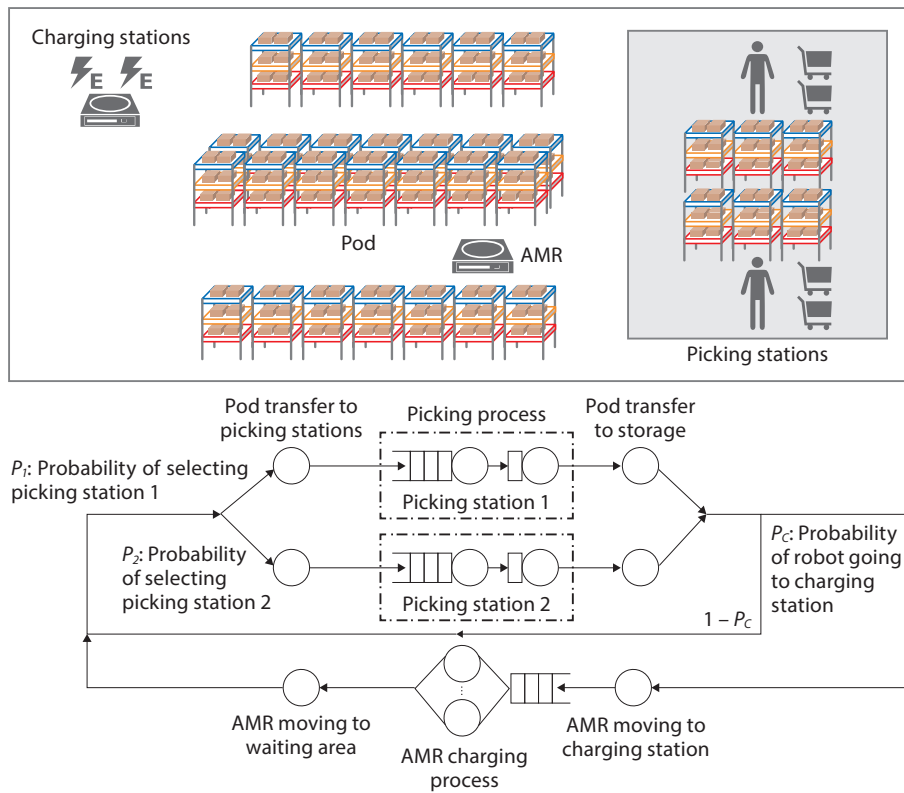 Charging stations
E
E
Pod
AMR
Picking stations
Pod transfer to
picking stations
Picking process
Pod transfer
to storage
P1: Probability of selecting
picking station 1
Picking station 1
P2: Probability
of selecting
picking station 2
Picking station 2
PC: Probability
of robot going
to charging
station
1 – PC
AMR moving to
waiting area
AMR charging
process
AMR moving to
charging station